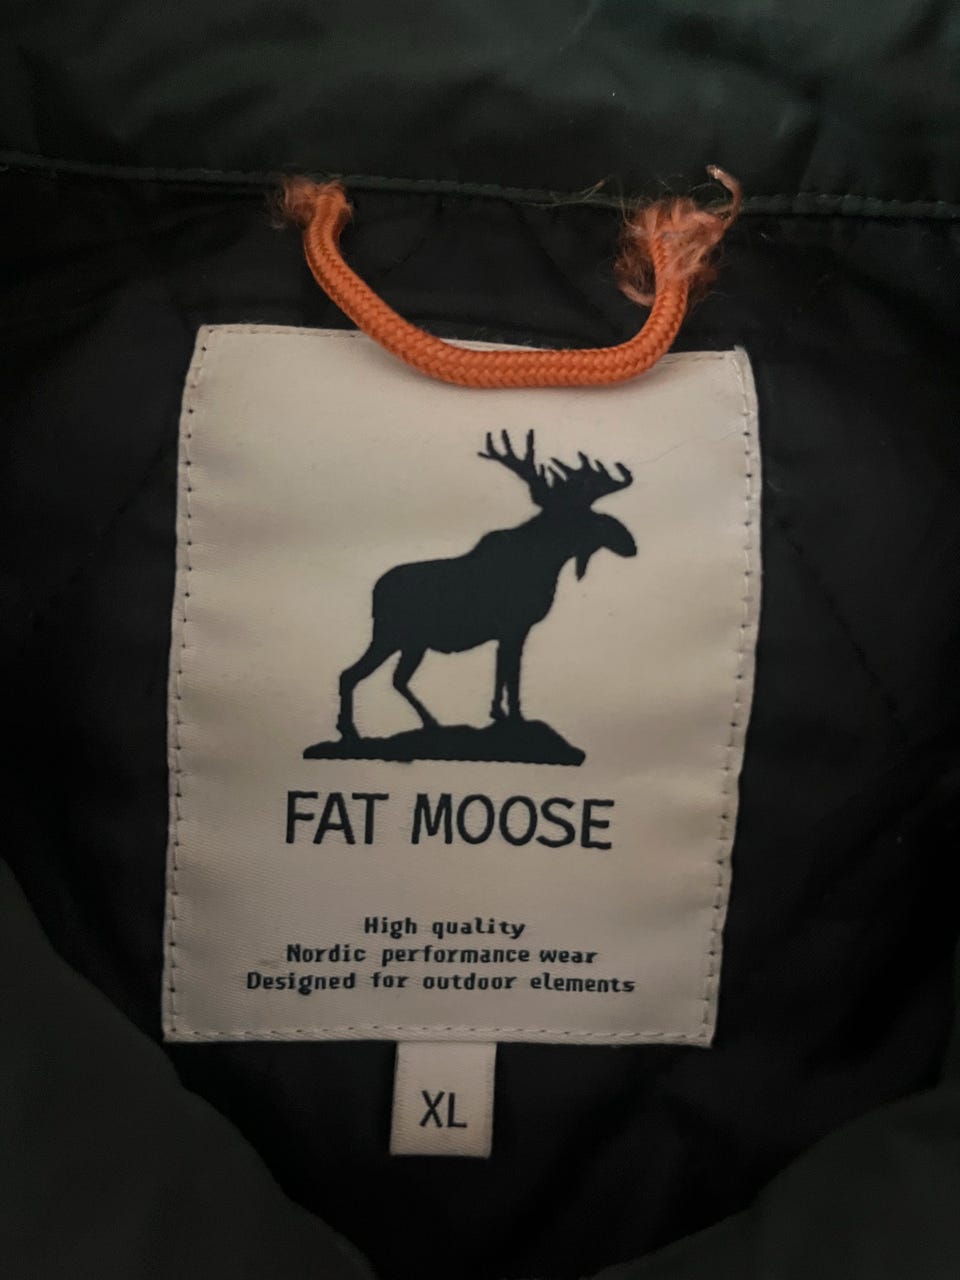 FAT MOOSE
High quality
Nordic performance wear
Designed for outdoor elements
XL